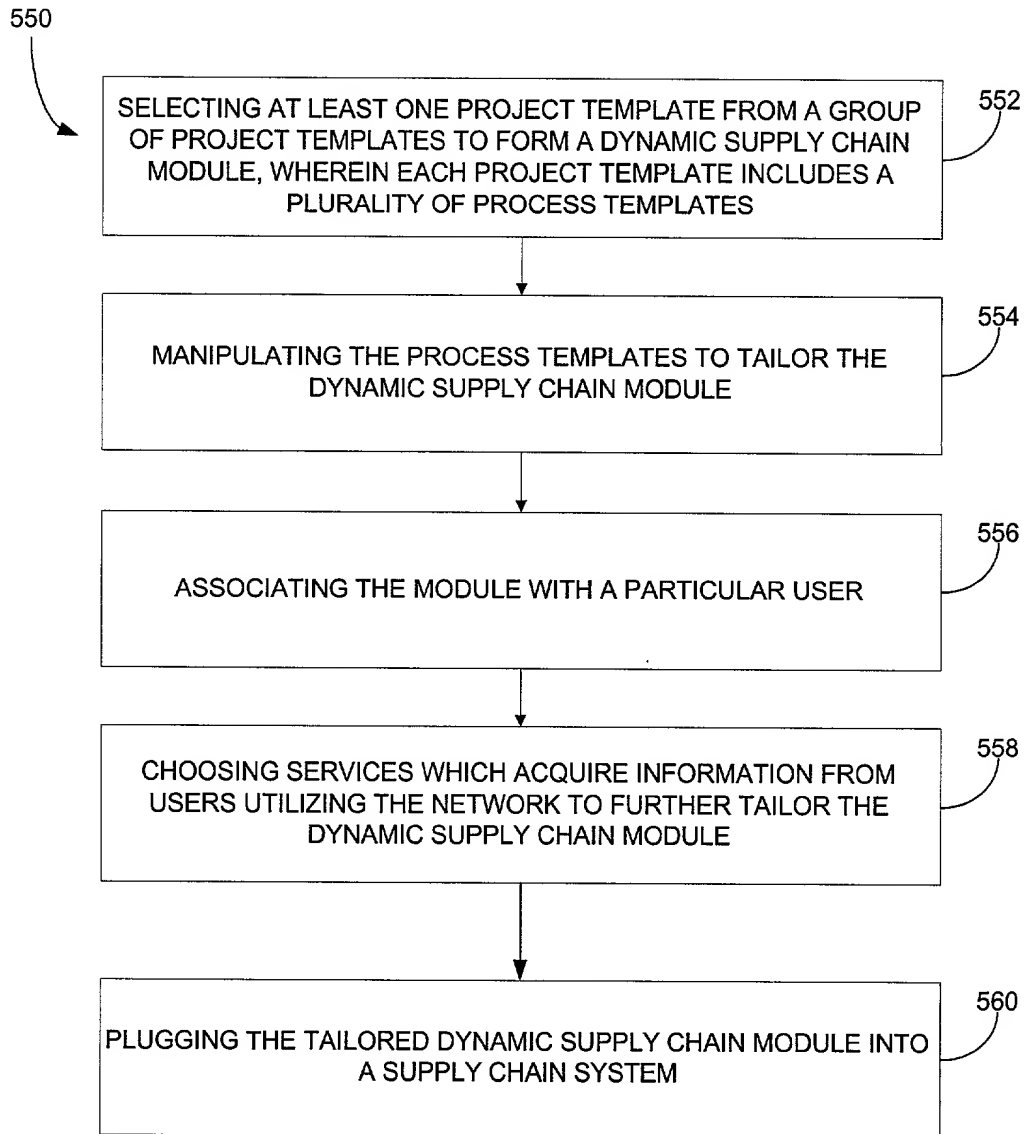 550
SELECTING AT LEAST ONE PROJECT TEMPLATE FROM A GROUP
OF PROJECT TEMPLATES TO FORM A DYNAMIC SUPPLY CHAIN
MODULE, WHEREIN EACH PROJECT TEMPLATE INCLUDES A
PLURALITY OF PROCESS TEMPLATES
552
MANIPULATING THE PROCESS TEMPLATES TO TAILOR THE
DYNAMIC SUPPLY CHAIN MODULE
554
ASSOCIATING THE MODULE WITH A PARTICULAR USER
556
CHOOSING SERVICES WHICH ACQUIRE INFORMATION FROM
USERS UTILIZING THE NETWORK TO FURTHER TAILOR THE
DYNAMIC SUPPLY CHAIN MODULE
558
PLUGGING THE TAILORED DYNAMIC SUPPLY CHAIN MODULE INTO
A SUPPLY CHAIN SYSTEM
560